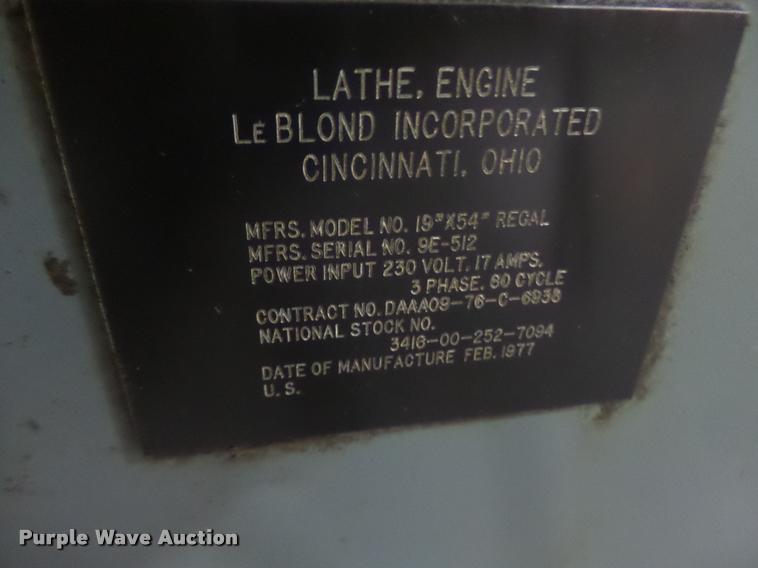 LATHE, ENGINE
LE BLOND INCORPORATED
CINCINNATI, OHIO
MFRS. MODEL NO. 19"X54" REGAL
MFRS. SERIAL NO. 9E-512
POWER INPUT 230 VOLT, 17 AMPS.
3 PHASE. 60 CYCLE
CONTRACT NO. DAAA09-76-C-6938
NATIONAL STOCK NO.
3416-00-252-7094
DATE OF MANUFACTURE FEB. 1977
U. S.
Purple Wave Auction